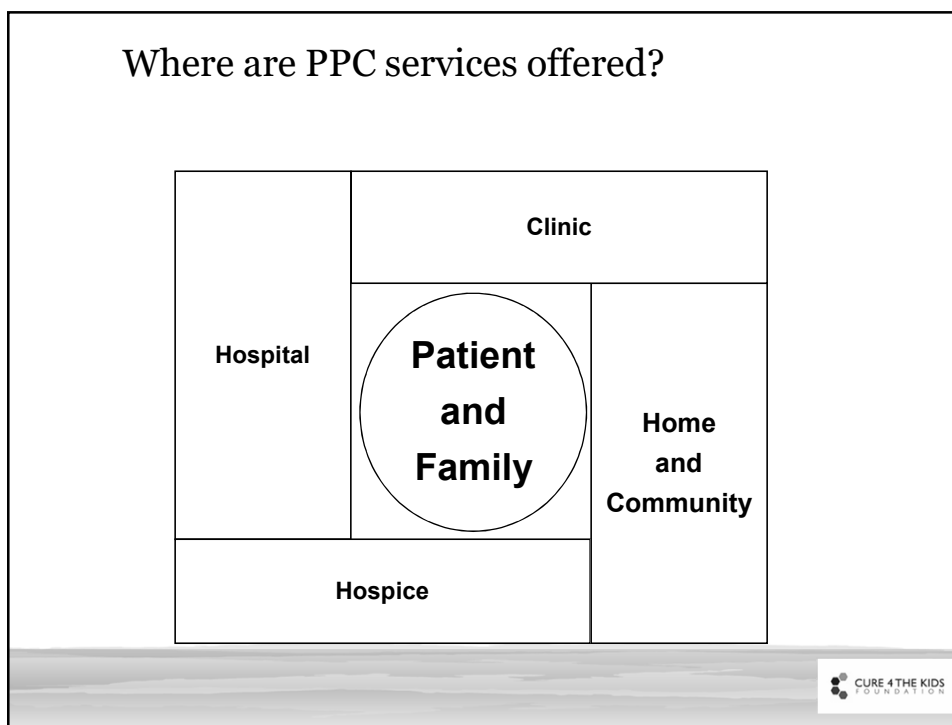 Where are PPC services offered?
Clinic
Hospital
Patient
and
Family
Home
and
Community
Hospice
CURE 4 THE KIDS
FOUNDATION